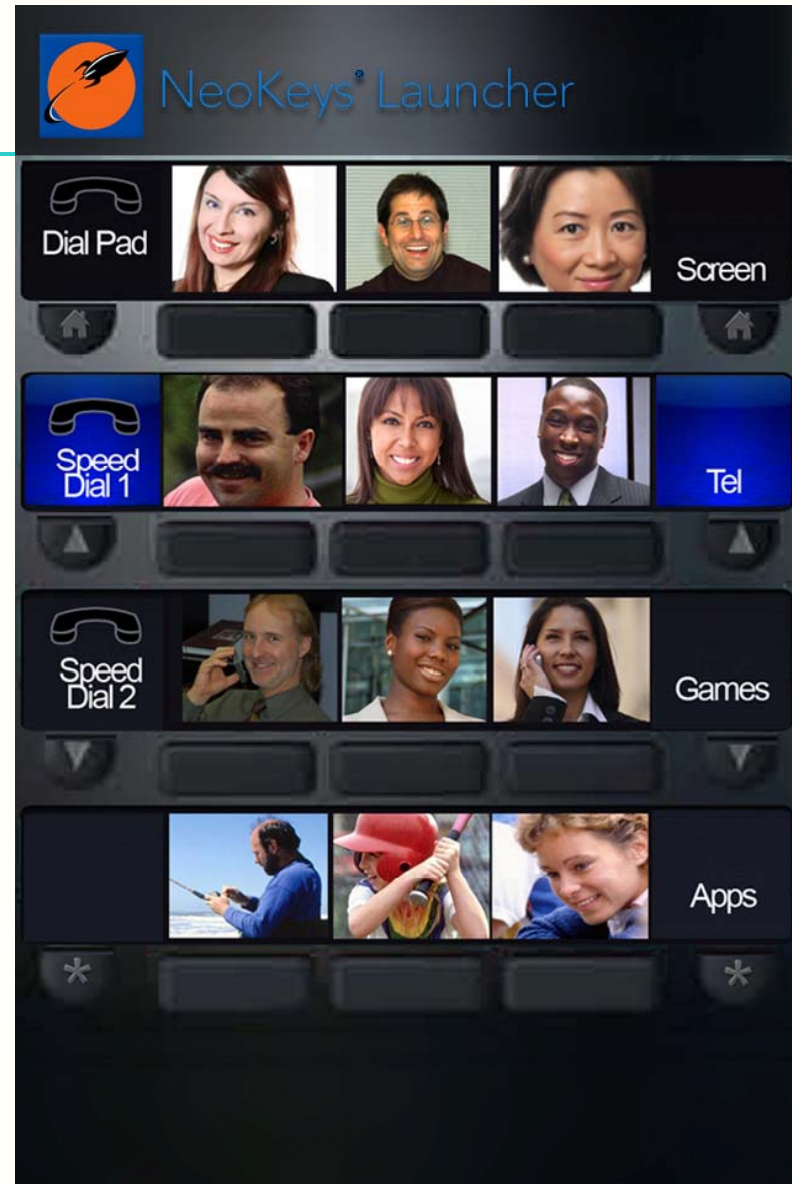 NeoKeys® Launcher
Dial Pad
Screen
Speed
Dial 1
Tel
Speed
Dial 2
Games
Apps